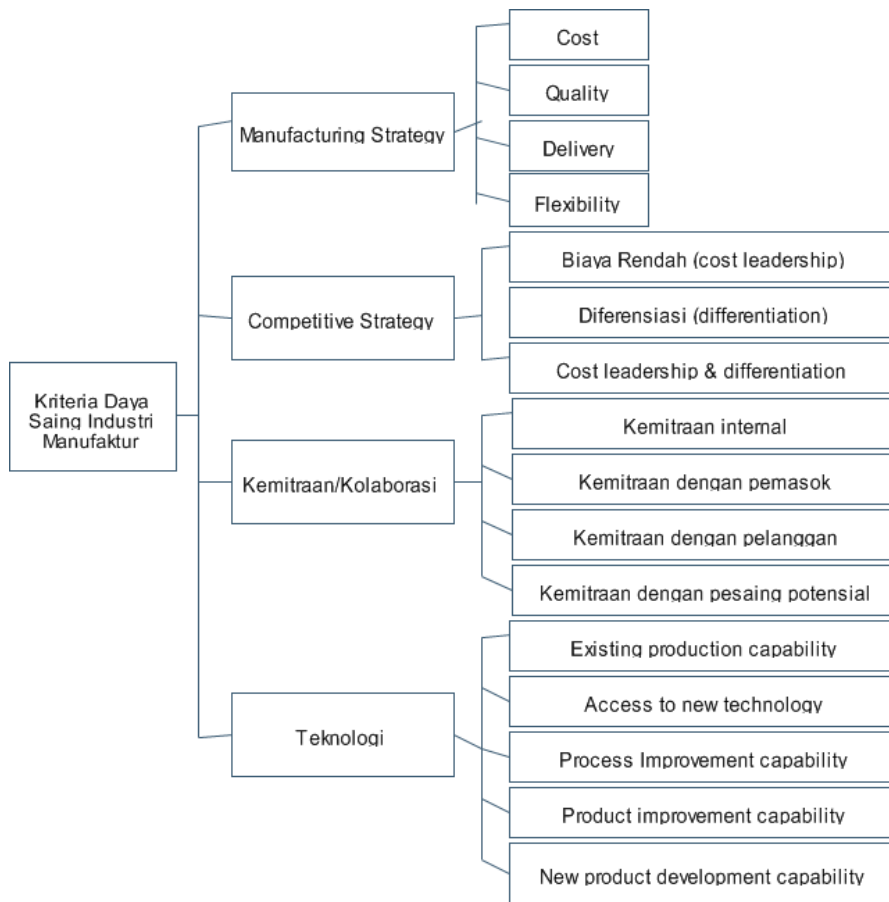 Kriteria Daya
Saing Industri
Manufaktur
Manufacturing Strategy
Cost
Quality
Delivery
Flexibility
Competitive Strategy
Biaya Rendah (cost leadership)
Diferensiasi (differentiation)
Cost leadership & differentiation
Kemitraan/Kolaborasi
Kemitraan internal
Kemitraan dengan pemasok
Kemitraan dengan pelanggan
Kemitraan dengan pesaing potensial
Teknologi
Existing production capability
Access to new technology
Process Improvement capability
Product improvement capability
New product development capability